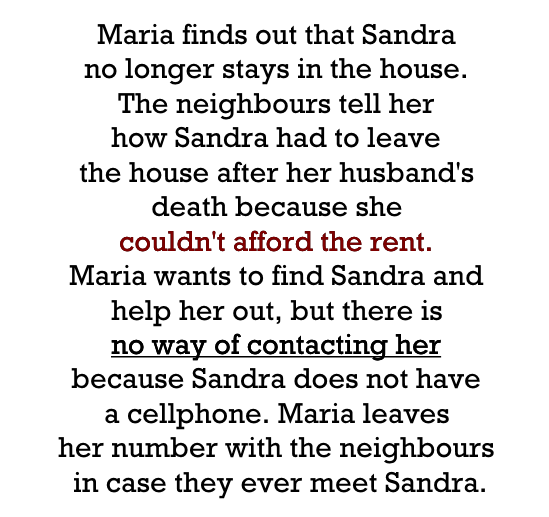 Maria finds out that Sandra
no longer stays in the house.
The neighbours tell her
how Sandra had to leave
the house after her husband's
death because she
couldn't afford the rent.
Maria wants to find Sandra and
help her out, but there is
no way of contacting her
because Sandra does not have
a cellphone. Maria leaves
her number with the neighbours
in case they ever meet Sandra.